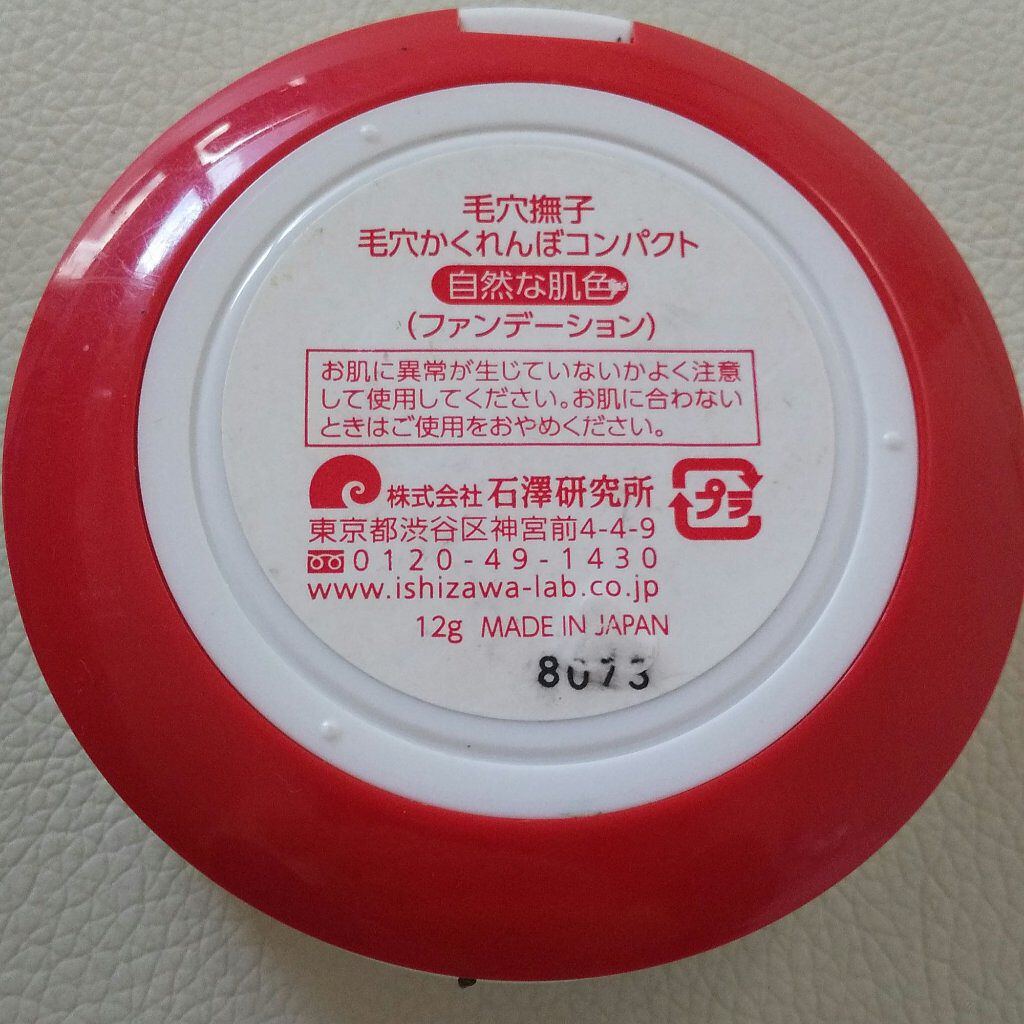 毛穴撫子
毛穴かくれんぼコンパクト
自然な肌色
(ファンデーション)
お肌に異常が生じていないかよく注意
して使用してください。お肌に合わない
ときはご使用をおやめください。
株式会社 石澤研究所
プラ
東京都渋谷区神宮前4-4-9
0120-49-1430
www.ishizawa-lab.co.jp
12g MADE IN JAPAN
8073